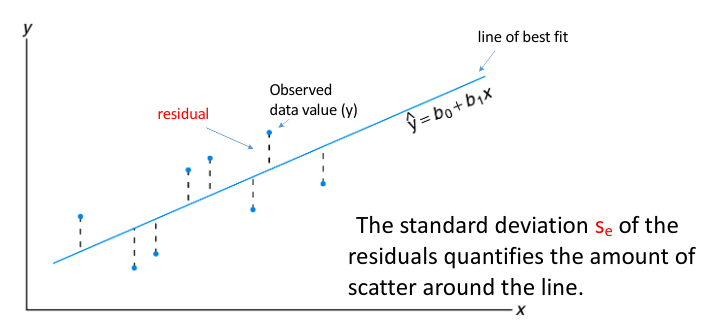 y
line of best fit
Observed
data value (y)
residual
ŷ = b₀ + b₁x
The standard deviation sₑ of the
residuals quantifies the amount of
scatter around the line.
x